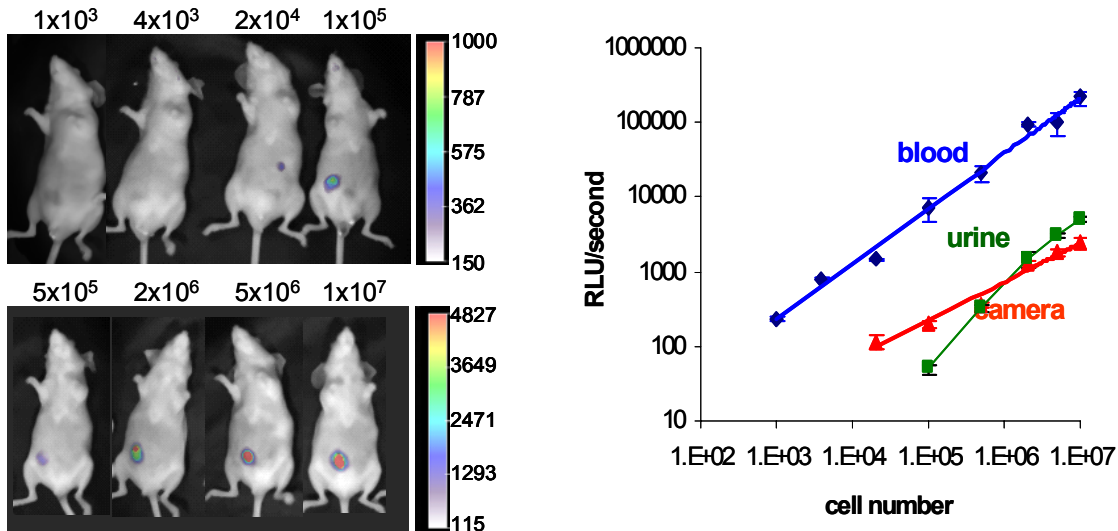 1x10³ 4x10³ 2x10⁴ 1x10⁵
1000
787
575
362
150
5x10⁵ 2x10⁶ 5x10⁶ 1x10⁷
4827
3649
2471
1293
115
1000000
100000
10000
1000
100
10
RLU/second
blood
urine
camera
1.E+02 1.E+03 1.E+04 1.E+05 1.E+06 1.E+07
cell number